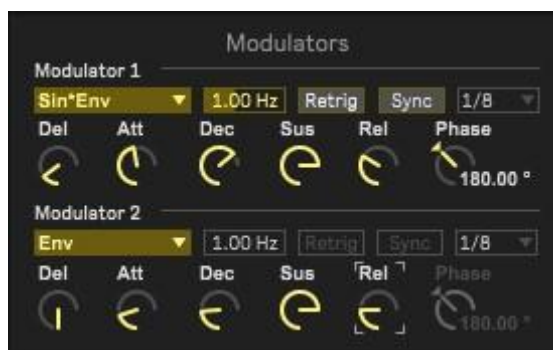 Modulators
Modulator 1
Sin*Env 1.00 Hz Retrig Sync 1/8
Del Att Dec Sus Rel Phase
180.00 °
Modulator 2
Env 1.00 Hz Retrig Sync 1/8
Del Att Dec Sus Rel Phase
180.00 °